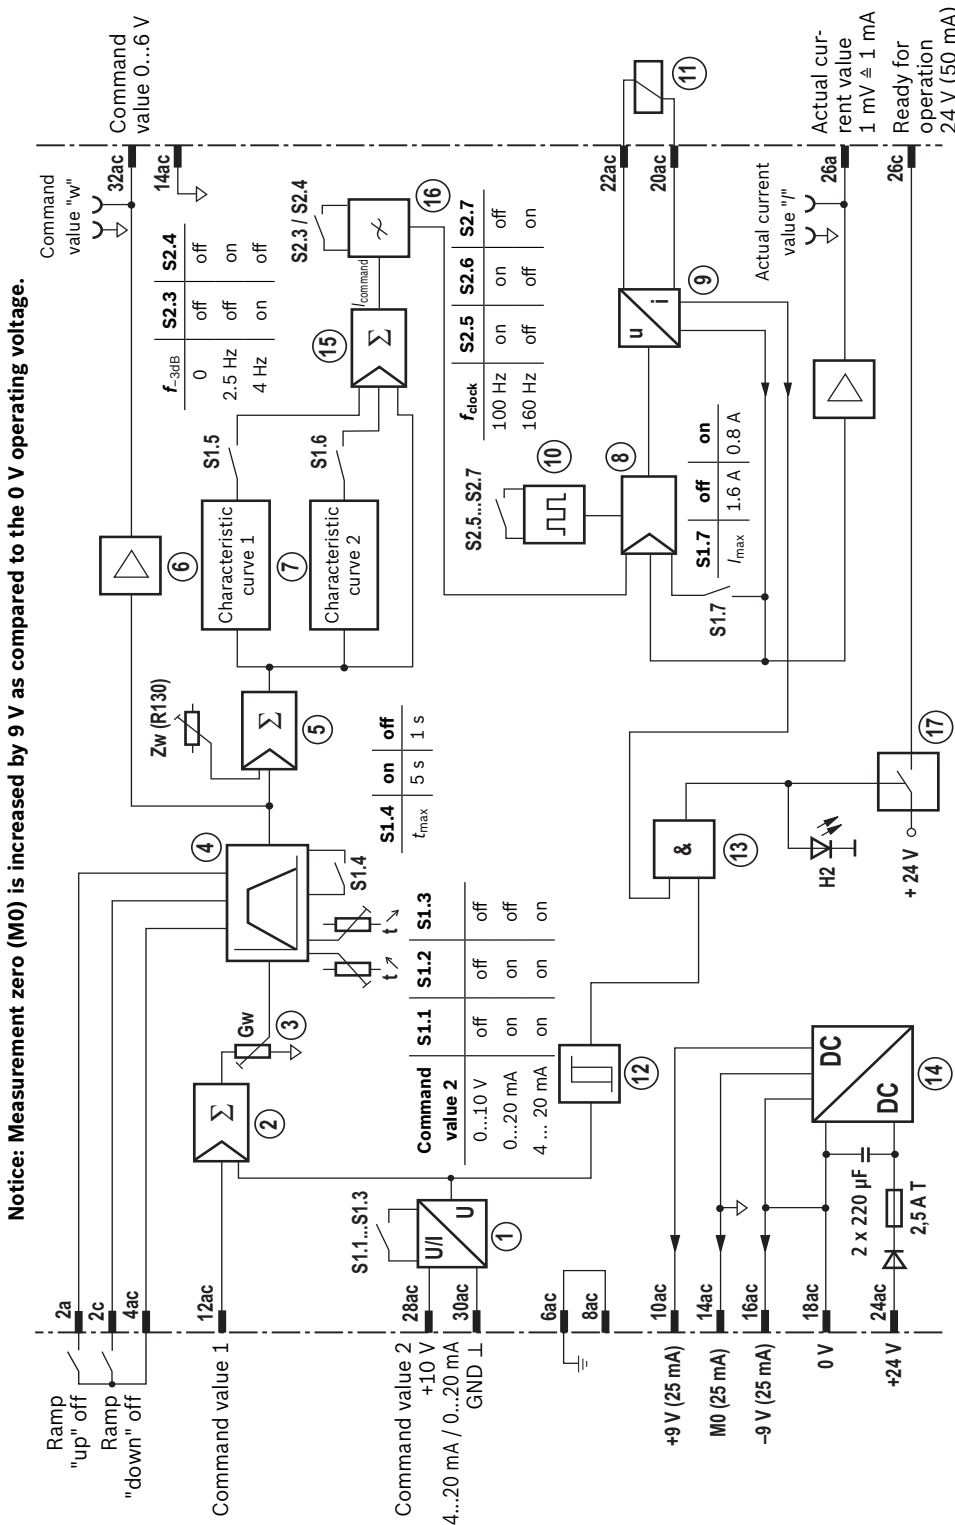 Notice: Measurement zero (M0) is increased by 9 V as compared to the 0 V operating voltage.
Ramp
"up" off
Ramp
"down" off
2a
2c
4ac
Command value 1
12ac
Command value 2
+10 V
4...20 mA / 0...20 mA
GND ⊥
28ac
30ac
6ac
8ac
+9 V (25 mA)
10ac
M0 (25 mA)
14ac
–9 V (25 mA)
16ac
0 V
18ac
+24 V
24ac
S1.1...S1.3
U/I
U
1
Σ
2
Gw
3
4
t
t
S1.4
S1.4 on off
tmax 5 s 1 s
Command
value 2 S1.1 S1.2 S1.3
0...10 V off off off
0...20 mA on on off
4 ... 20 mA on on on
12
2 x 220 µF
2,5 A T
DC
DC
14
Zw (R130)
Σ
5
6
Characteristic
curve 1
S1.5
7
Characteristic
curve 2
S1.6
Command
value "w"
32ac
Command
value 0...6 V
14ac
f–3dB S2.3 S2.4
0 off off
2.5 Hz off on
4 Hz on off
15
Σ
Icommand
S2.3 / S2.4
16
fclock S2.5 S2.6 S2.7
100 Hz on on off
160 Hz off off on
S2.5...S2.7
10
8
S1.7
S1.7 off on
Imax 1.6 A 0.8 A
u
i
9
22ac
20ac
11
Actual current
value "I"
26a
Actual cur-
rent value
1 mV ≙ 1 mA
26c
Ready for
operation
24 V (50 mA)
&
13
H2
+ 24 V
17